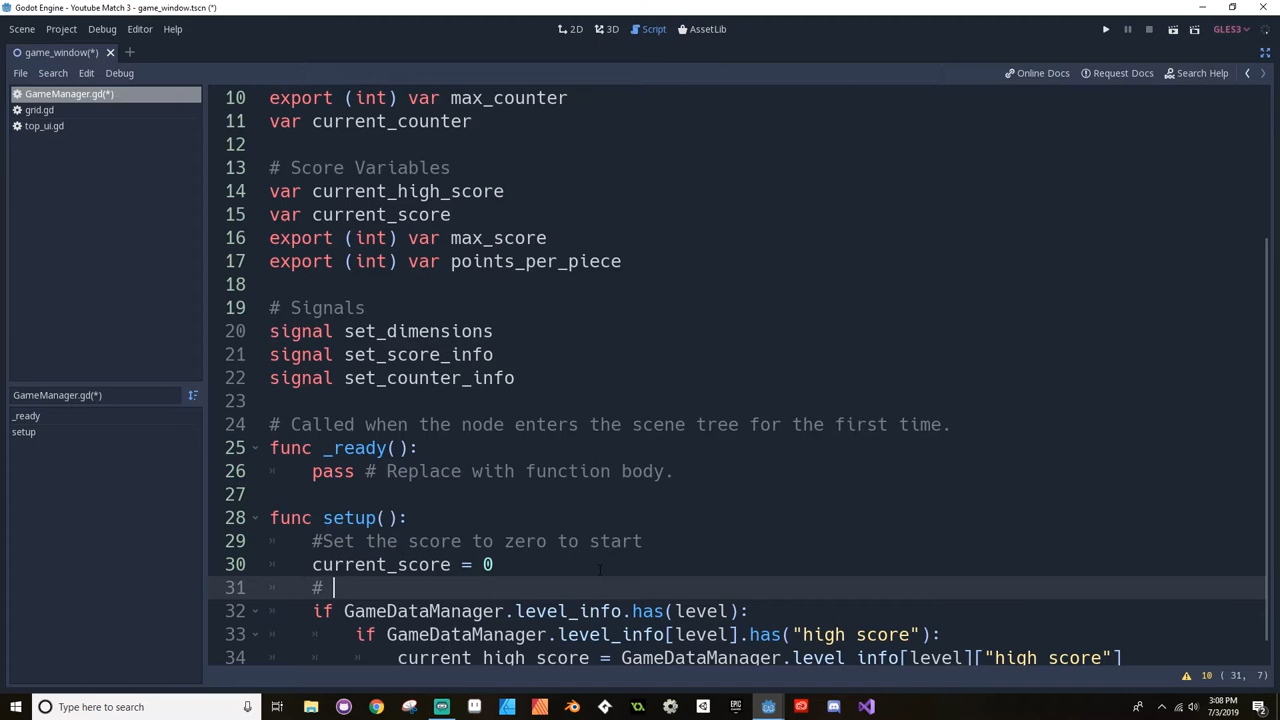 Godot Engine - Youtube Match 3 - game_window.tscn (*)
Scene Project Debug Editor Help 2D 3D Script AssetLib GLES3
game_window(*)
File Search Edit Debug Online Docs Request Docs Search Help
GameManager.gd(*)
grid.gd
top_ui.gd
GameManager.gd(*)
_ready
setup
10 export (int) var max_counter
11 var current_counter
12
13 # Score Variables
14 var current_high_score
15 var current_score
16 export (int) var max_score
17 export (int) var points_per_piece
18
19 # Signals
20 signal set_dimensions
21 signal set_score_info
22 signal set_counter_info
23
24 # Called when the node enters the scene tree for the first time.
25 func _ready():
26 pass # Replace with function body.
27
28 func setup():
29 #Set the score to zero to start
30 current_score = 0
31 #
32 if GameDataManager.level_info.has(level):
33 if GameDataManager.level_info[level].has("high score"):
34 current_high_score = GameDataManager.level_info[level]["high score"]
10 ( 31, 7)
Type here to search
3:08 PM
7/3/2019
2